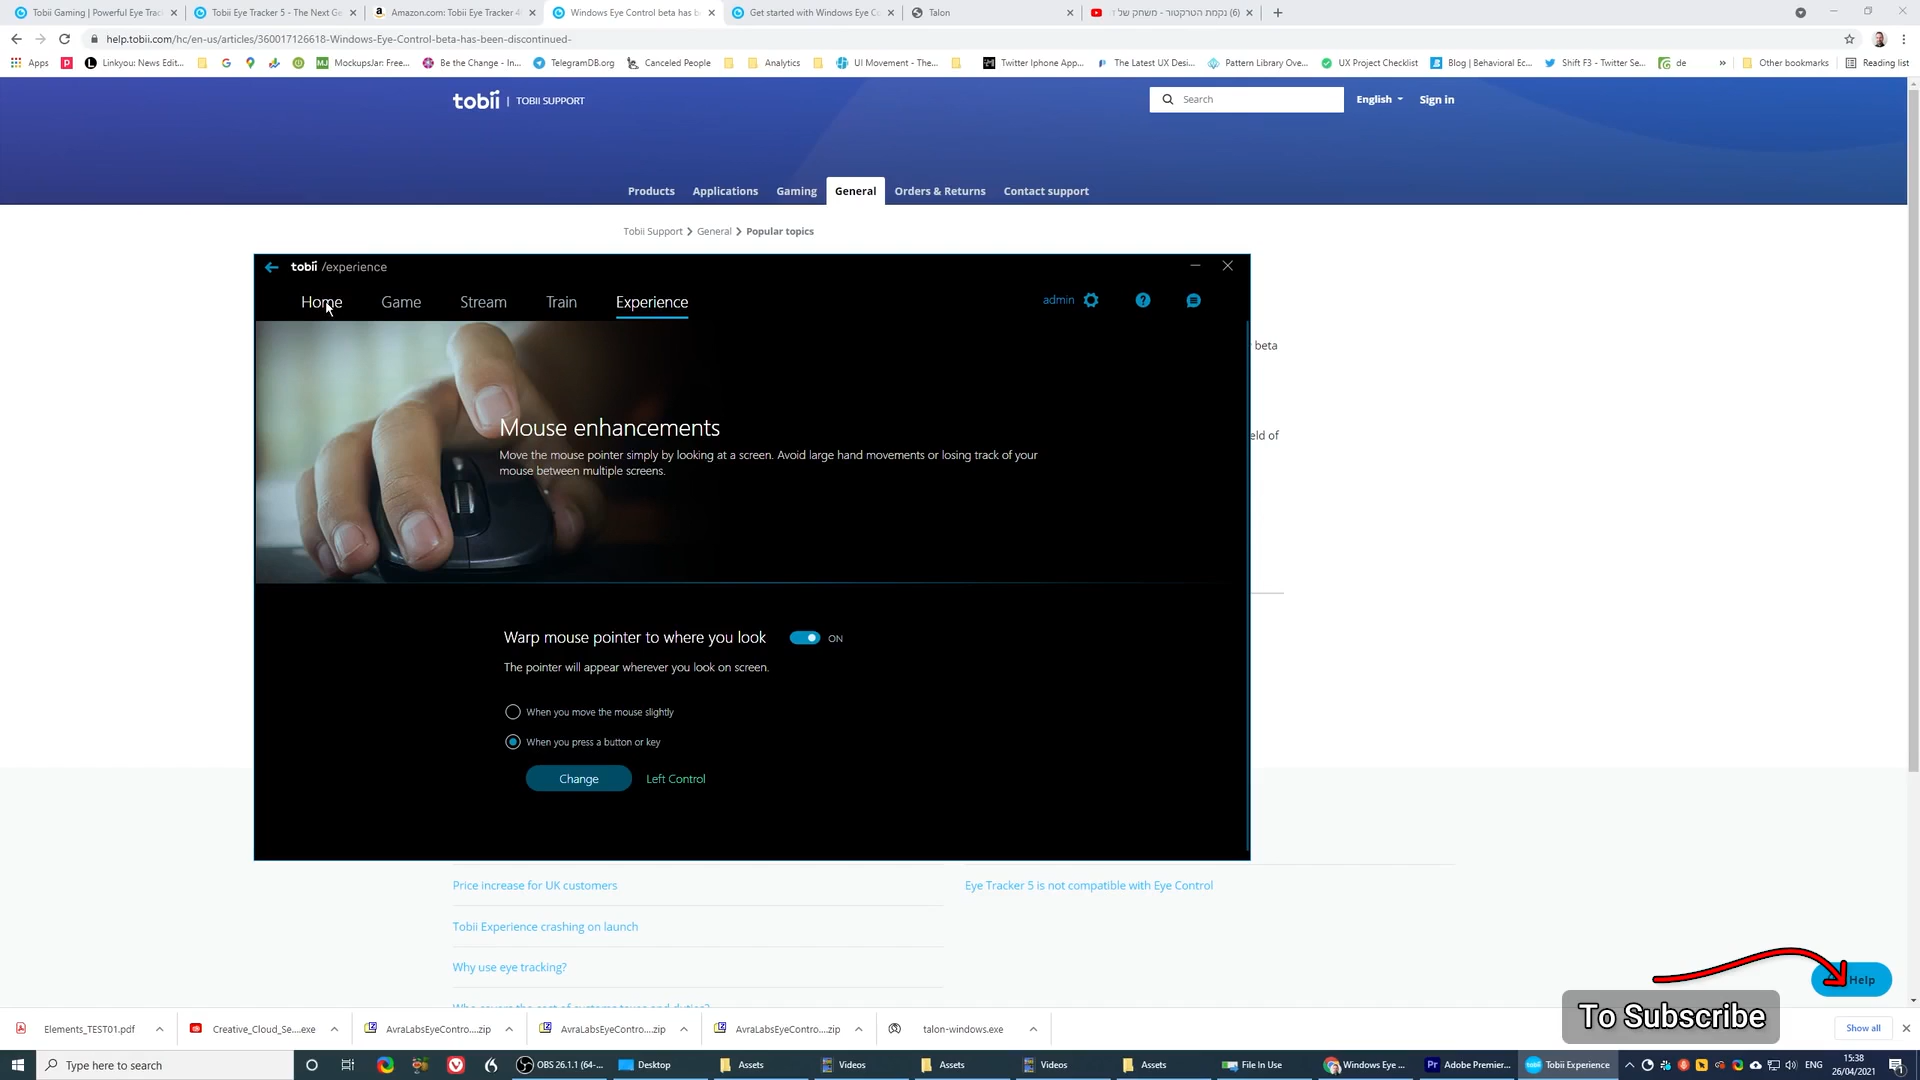 Tobii Gaming | Powerful Eye Trac
Tobii Eye Tracker 5 - The Next Ge
Amazon.com: Tobii Eye Tracker 4
Windows Eye Control beta has b
Get started with Windows Eye Co
Talon
(6) נקמת הטרקטור - משחק של ד
help.tobii.com/hc/en-us/articles/360017126618-Windows-Eye-Control-beta-has-been-discontinued-
Apps
Linkyou: News Edit...
MockupsJar: Free...
Be the Change - In...
TelegramDB.org
Canceled People
Analytics
UI Movement - The...
Twitter Iphone App...
The Latest UX Desi...
Pattern Library Ove...
UX Project Checklist
Blog | Behavioral Ec...
Shift F3 - Twitter Se...
de
»
Other bookmarks
Reading list
tobii | TOBII SUPPORT
Search
English
Sign in
Products
Applications
Gaming
General
Orders & Returns
Contact support
Tobii Support > General > Popular topics
tobii /experience
Home
Game
Stream
Train
Experience
admin
?
beta
eld of
Mouse enhancements
Move the mouse pointer simply by looking at a screen. Avoid large hand movements or losing track of your
mouse between multiple screens.
Warp mouse pointer to where you look
ON
The pointer will appear wherever you look on screen.
When you move the mouse slightly
When you press a button or key
Change
Left Control
Price increase for UK customers
Eye Tracker 5 is not compatible with Eye Control
Tobii Experience crashing on launch
Why use eye tracking?
Help
To Subscribe
Elements_TEST01.pdf
Creative_Cloud_Se....exe
AvraLabsEyeContro....zip
AvraLabsEyeContro....zip
AvraLabsEyeContro....zip
talon-windows.exe
Show all
Type here to search
OBS 26.1.1 (64-...
Desktop
Assets
Videos
Assets
Videos
Assets
File In Use
Windows Eye ...
Adobe Premier...
Tobii Experience
ENG
15:38
26/04/2021